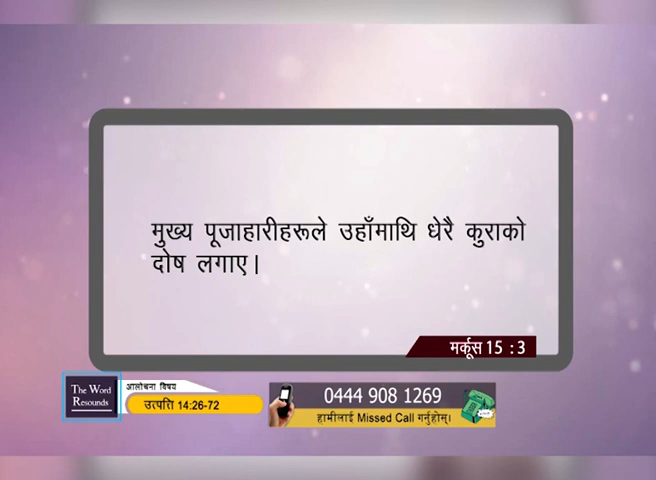 मुख्य पूजाहारीहरूले उहाँमाथि धेरै कुराको
दोष लगाए।
मर्कूस 15 : 3
The Word
Resounds
आलोचना विषय
उत्पति 14:26-72
0444 908 1269
हामीलाई Missed Call गर्नुहोस्।